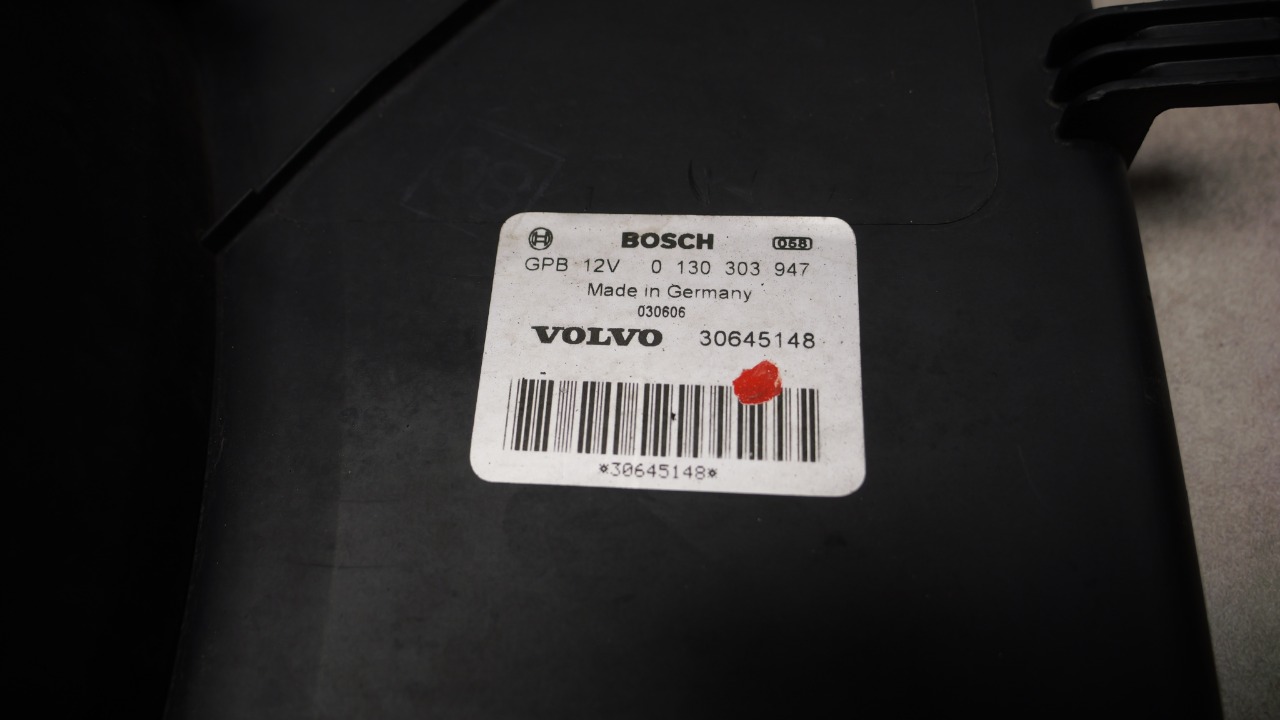 BOSCH 058
GPB 12V 0 130 303 947
Made in Germany
030606
VOLVO 30645148
*30645148*